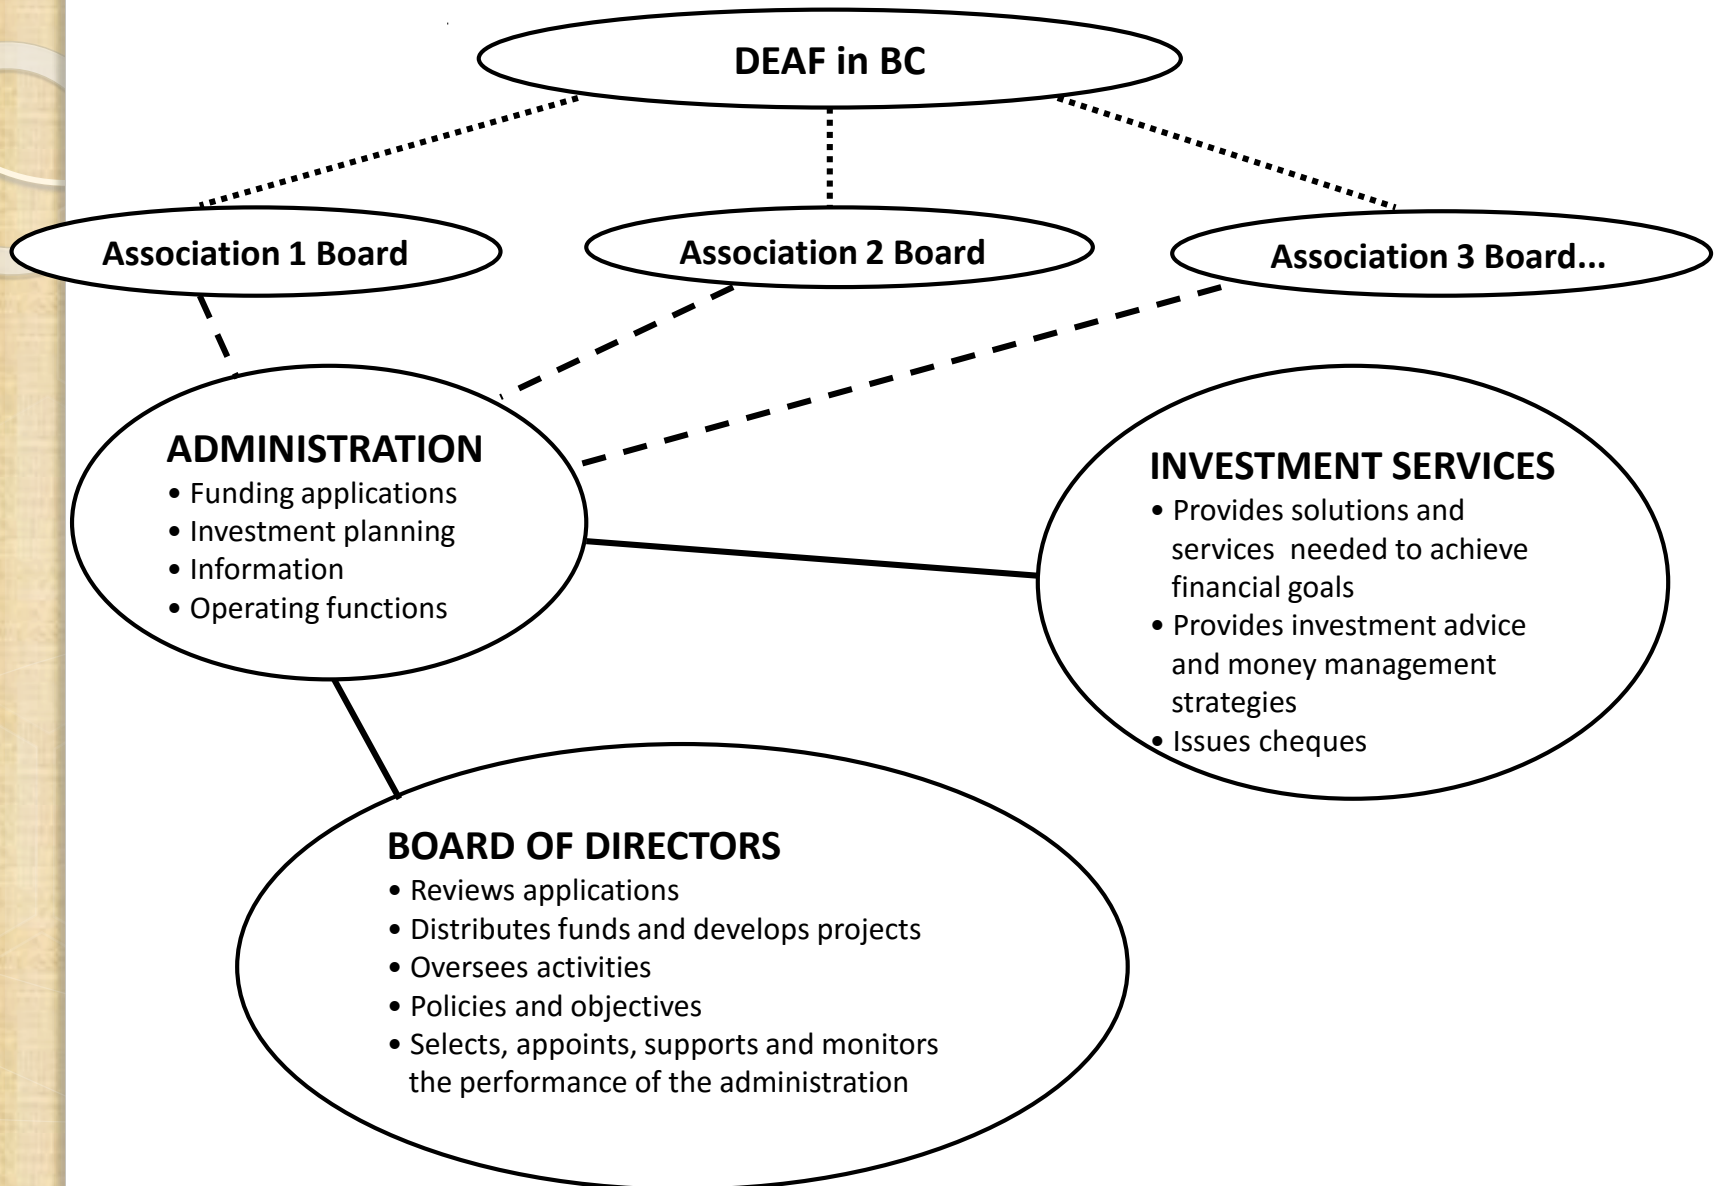 DEAF in BC
Association 1 Board
Association 2 Board
Association 3 Board...
ADMINISTRATION
• Funding applications
• Investment planning
• Information
• Operating functions
INVESTMENT SERVICES
• Provides solutions and
services needed to achieve
financial goals
• Provides investment advice
and money management
strategies
• Issues cheques
BOARD OF DIRECTORS
• Reviews applications
• Distributes funds and develops projects
• Oversees activities
• Policies and objectives
• Selects, appoints, supports and monitors
the performance of the administration